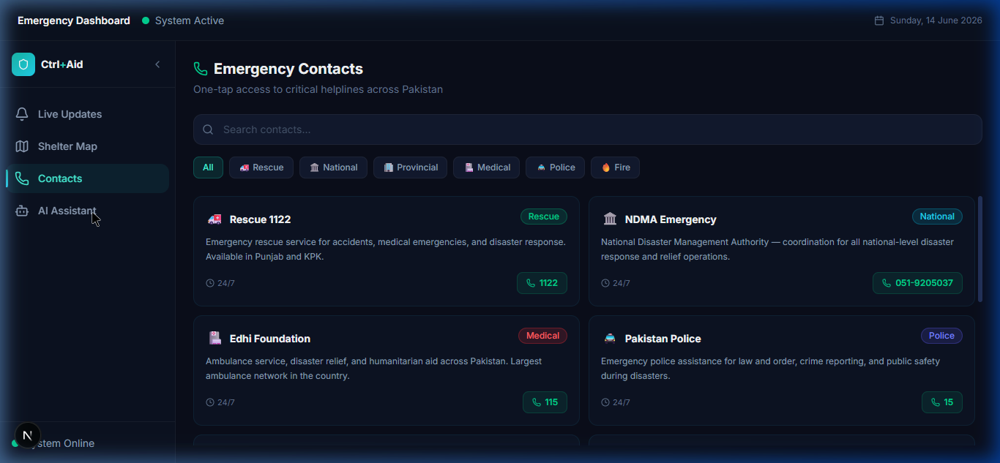 Emergency Dashboard
System Active
Sunday, 14 June 2026
Ctrl+Aid
Live Updates
Shelter Map
Contacts
AI Assistant
Emergency Contacts
One-tap access to critical helplines across Pakistan
Search contacts...
All
Rescue
National
Provincial
Medical
Police
Fire
Rescue 1122
Rescue
Emergency rescue service for accidents, medical emergencies, and disaster response.
Available in Punjab and KPK.
24/7
1122
NDMA Emergency
National
National Disaster Management Authority — coordination for all national-level disaster
response and relief operations.
24/7
051-9205037
Edhi Foundation
Medical
Ambulance service, disaster relief, and humanitarian aid across Pakistan. Largest
ambulance network in the country.
24/7
115
Pakistan Police
Police
Emergency police assistance for law and order, crime reporting, and public safety
during disasters.
24/7
15
N
Online